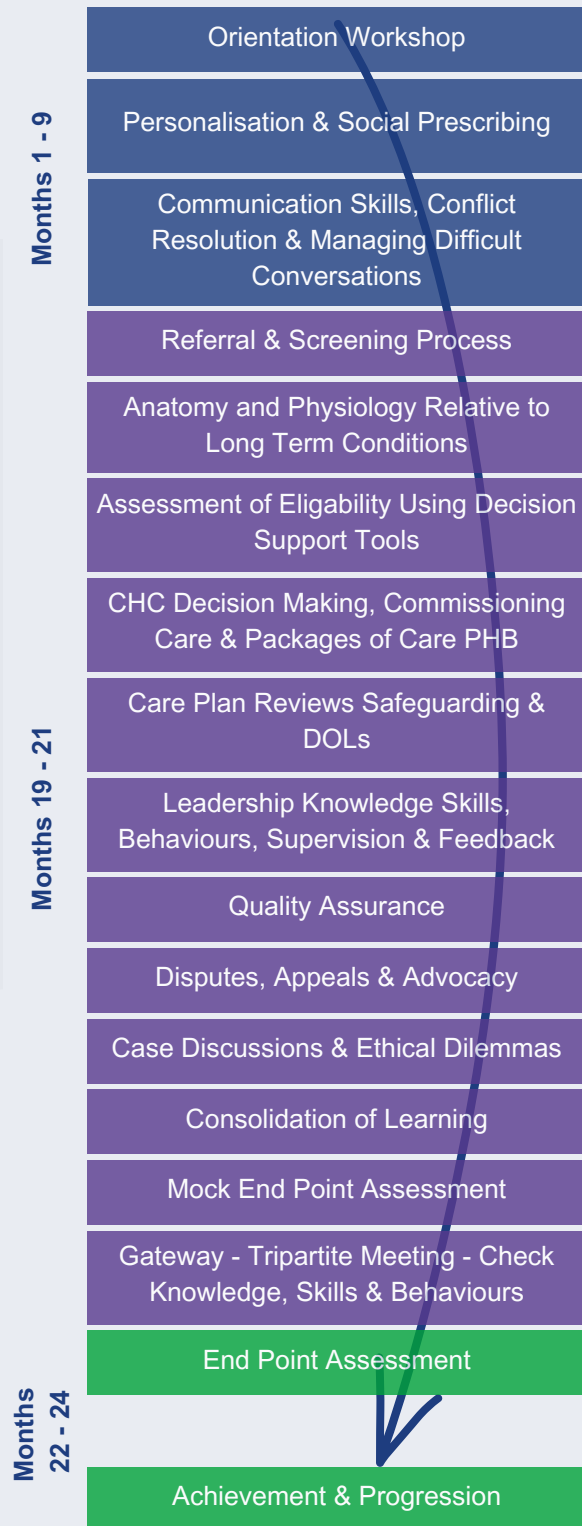 Months 1 - 9
Orientation Workshop
Personalisation & Social Prescribing
Communication Skills, Conflict
Resolution & Managing Difficult
Conversations
Months 19 - 21
Referral & Screening Process
Anatomy and Physiology Relative to
Long Term Conditions
Assessment of Eligability Using Decision
Support Tools
CHC Decision Making, Commissioning
Care & Packages of Care PHB
Care Plan Reviews Safeguarding &
DOLs
Leadership Knowledge Skills,
Behaviours, Supervision & Feedback
Quality Assurance
Disputes, Appeals & Advocacy
Case Discussions & Ethical Dilemmas
Consolidation of Learning
Mock End Point Assessment
Gateway - Tripartite Meeting - Check
Knowledge, Skills & Behaviours
Months
22 - 24
End Point Assessment
Achievement & Progression